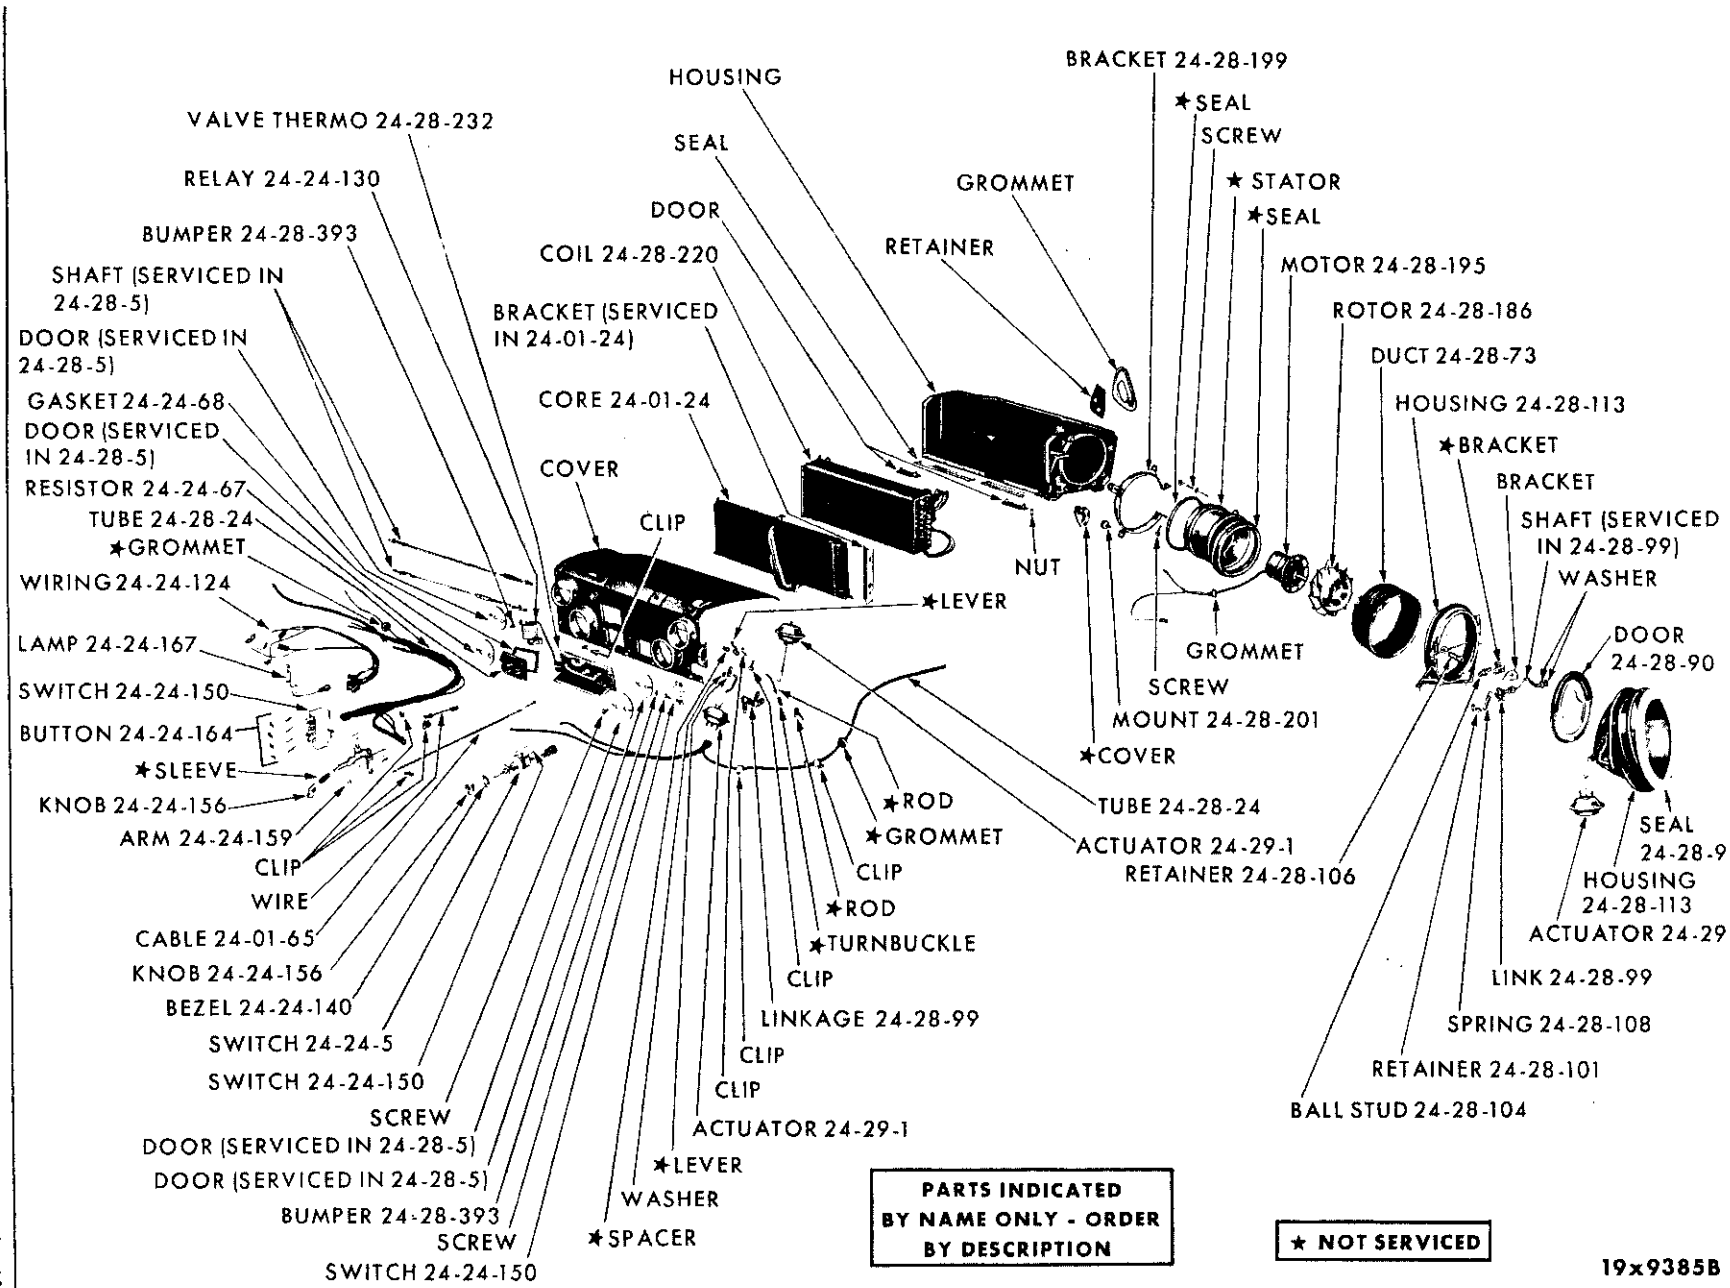 HOUSING
BRACKET 24-28-199
★SEAL
VALVE THERMO 24-28-232
SEAL
SCREW
RELAY 24-24-130
GROMMET
★ STATOR
DOOR
★SEAL
BUMPER 24-28-393
COIL 24-28-220
RETAINER
MOTOR 24-28-195
SHAFT (SERVICED IN
24-28-5)
BRACKET (SERVICED
IN 24-01-24)
ROTOR 24-28-186
DOOR (SERVICED IN
24-28-5)
DUCT 24-28-73
GASKET 24-24-68
CORE 24-01-24
HOUSING 24-28-113
DOOR (SERVICED
IN 24-28-5)
★BRACKET
RESISTOR 24-24-67
COVER
BRACKET
TUBE 24-28-24
CLIP
SHAFT (SERVICED
IN 24-28-99)
★GROMMET
NUT
WASHER
WIRING 24-24-124
★LEVER
LAMP 24-24-167
GROMMET
DOOR
24-28-90
SWITCH 24-24-150
SCREW
BUTTON 24-24-164
MOUNT 24-28-201
★SLEEVE
★COVER
KNOB 24-24-156
★ROD
TUBE 24-28-24
ARM 24-24-159
★GROMMET
ACTUATOR 24-29-1
SEAL
24-28-9
CLIP
CLIP
RETAINER 24-28-106
HOUSING
24-28-113
WIRE
★ROD
ACTUATOR 24-29
CABLE 24-01-65
★TURNBUCKLE
KNOB 24-24-156
CLIP
LINK 24-28-99
BEZEL 24-24-140
LINKAGE 24-28-99
SPRING 24-28-108
SWITCH 24-24-5
CLIP
RETAINER 24-28-101
SWITCH 24-24-150
CLIP
BALL STUD 24-28-104
SCREW
ACTUATOR 24-29-1
DOOR (SERVICED IN 24-28-5)
★LEVER
DOOR (SERVICED IN 24-28-5)
WASHER
BUMPER 24-28-393
★SPACER
SCREW
SWITCH 24-24-150
PARTS INDICATED
BY NAME ONLY - ORDER
BY DESCRIPTION
★ NOT SERVICED
19x9385B